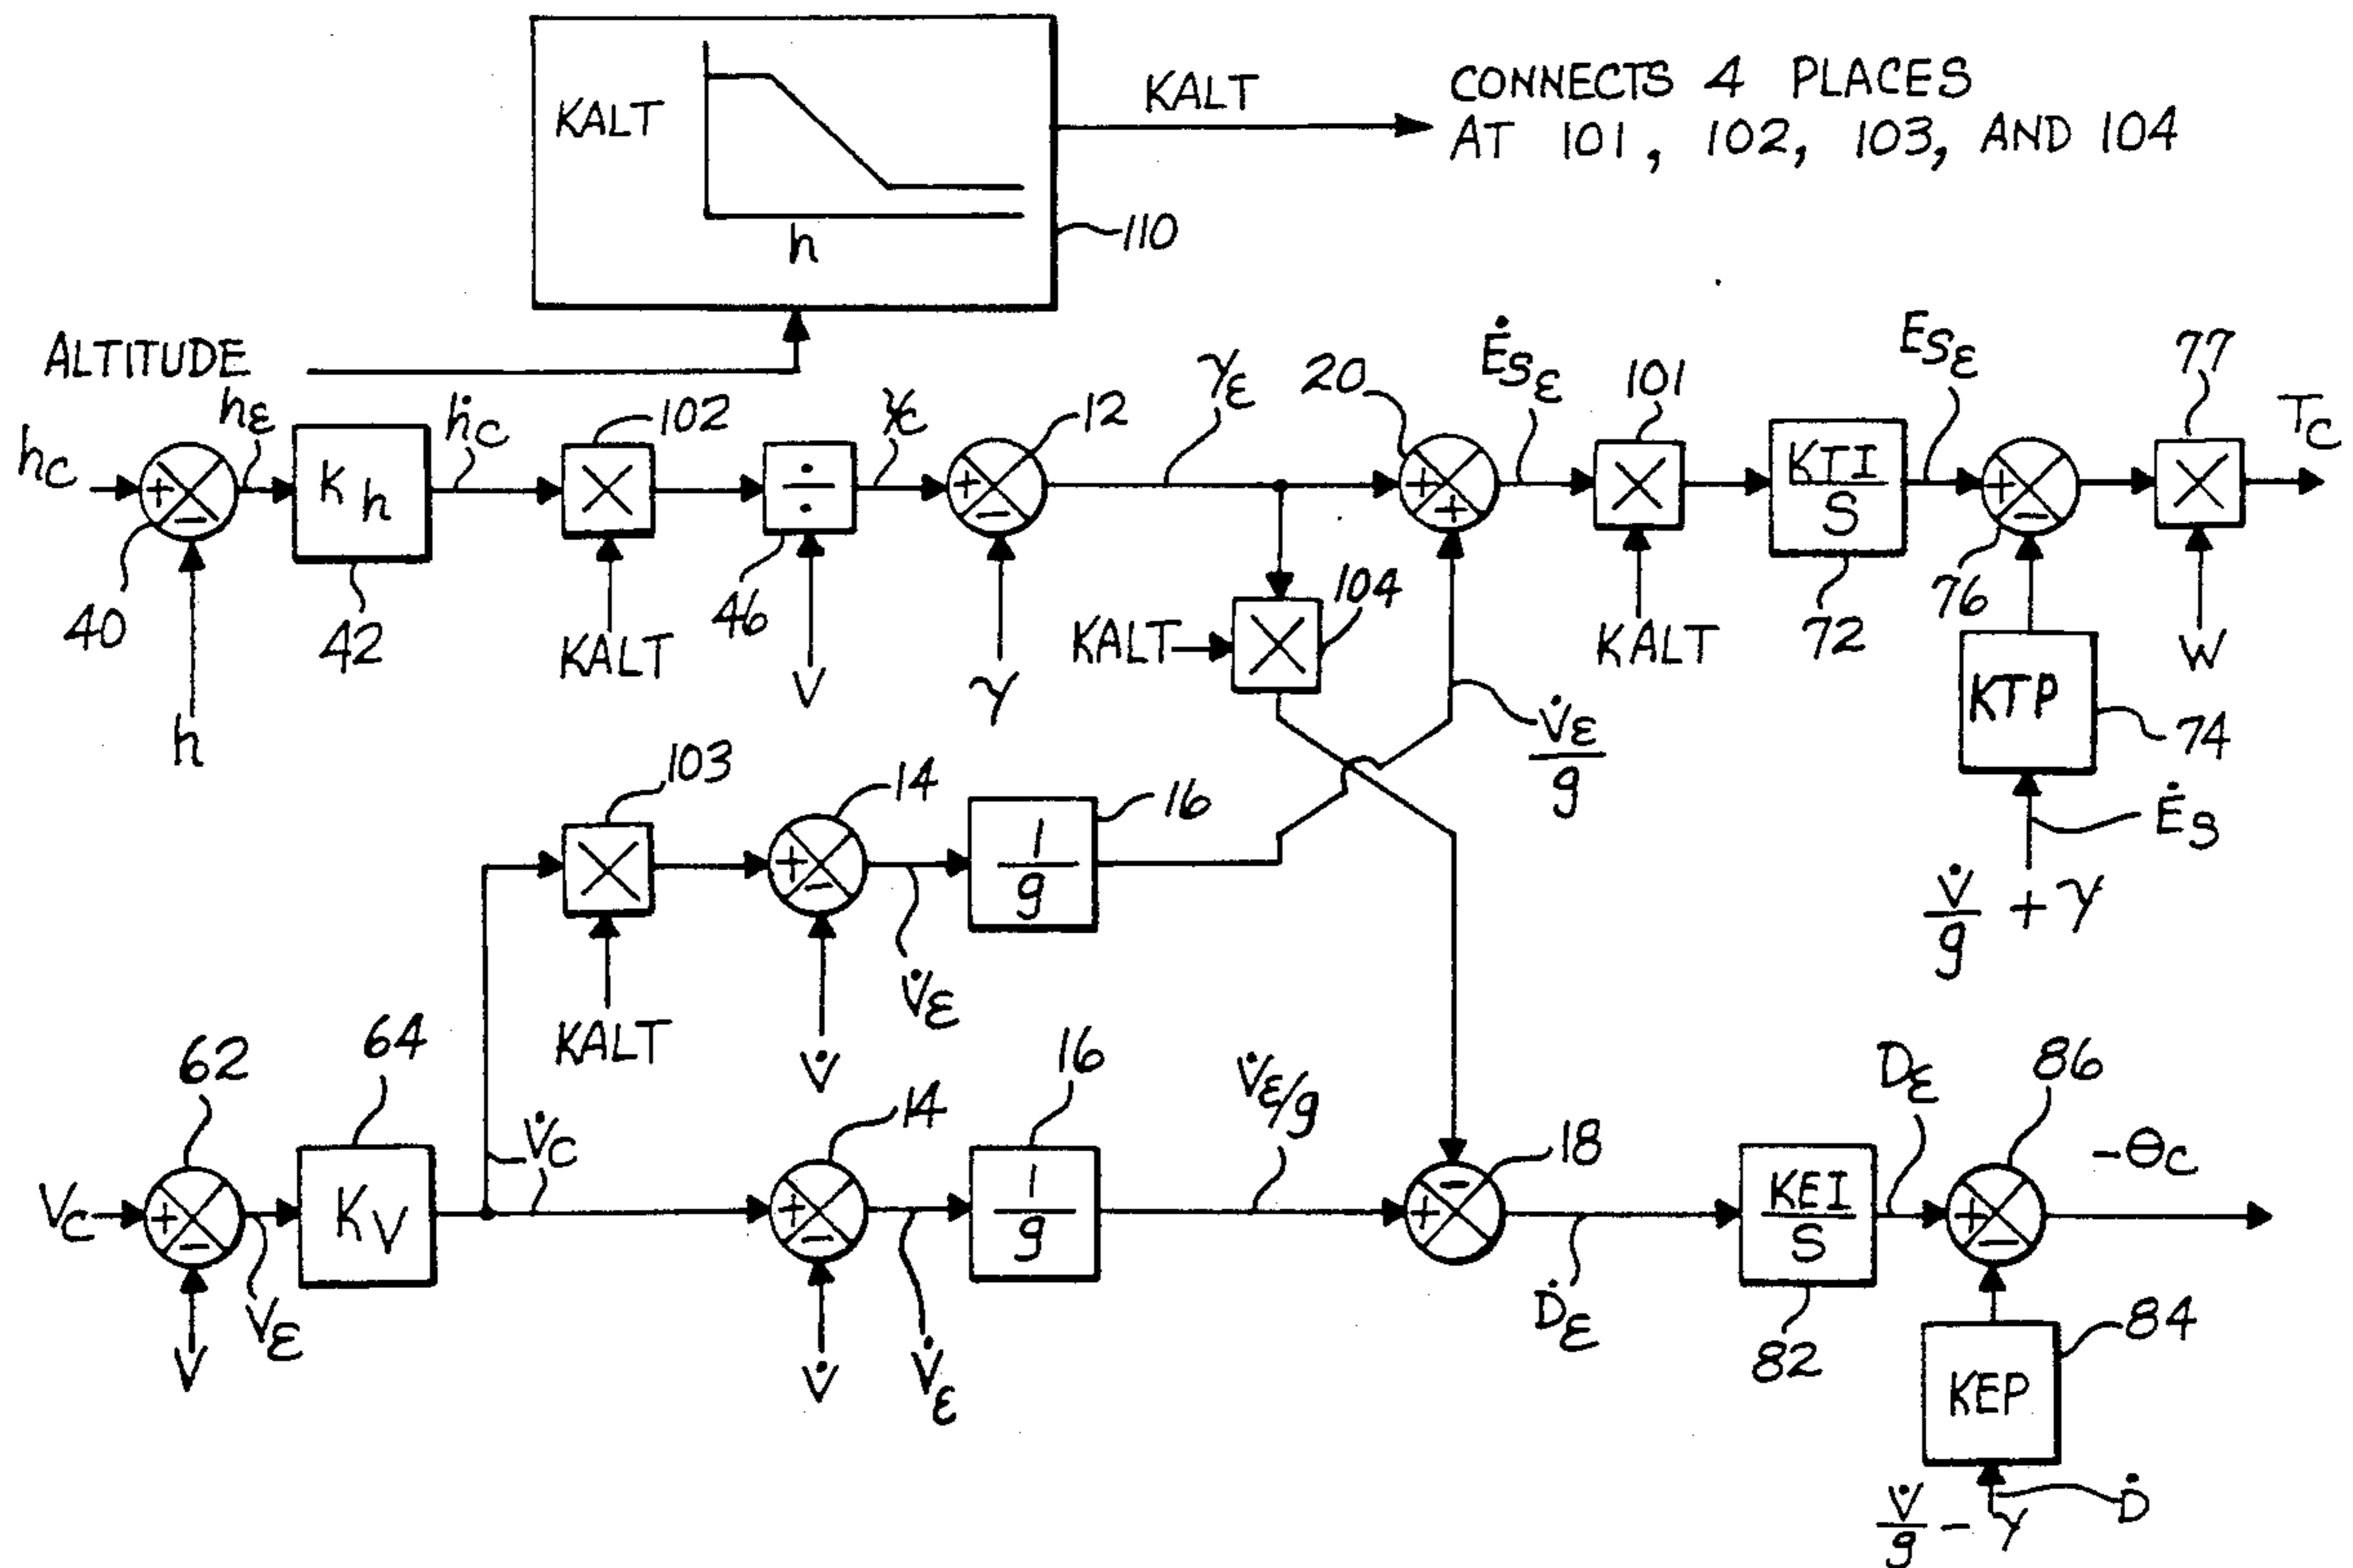 KALT
h
110
KALT
CONNECTS 4 PLACES
AT 101, 102, 103, AND 104
ALTITUDE
hC
+
−
40
h
hε
Kh
42
ḣC
102
×
KALT
÷
46
V
γC
+
−
12
γ
γε
20
+
+
ĖSε
101
×
KALT
KTI
S
72
ESε
+
−
76
77
×
W
TC
KALT
×
104
V̇ε
g
KTP
74
ĖS
V̇
g
+ γ
103
×
KALT
14
+
−
V̇
V̇ε
16
1
g
62
VC
+
−
V
Vε
64
KV
V̇C
14
+
−
V̇
V̇ε
16
1
g
V̇ε/g
18
−
+
Ḋε
KEI
S
82
Dε
86
+
−
-θC
KEP
84
Ḋ
V̇
g
− γ